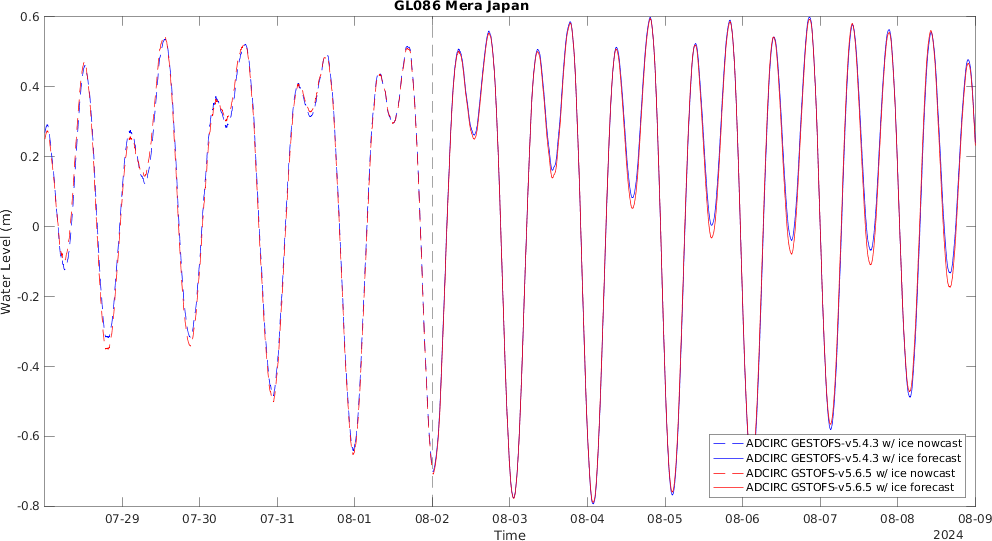 GL086 Mera Japan
0.6
0.4
0.2
0
-0.2
-0.4
-0.6
-0.8
Water Level (m)
ADCIRC GESTOFS-v5.4.3 w/ ice nowcast
ADCIRC GESTOFS-v5.4.3 w/ ice forecast
ADCIRC GSTOFS-v5.6.5 w/ ice nowcast
ADCIRC GSTOFS-v5.6.5 w/ ice forecast
07-29 07-30 07-31 08-01 08-02 08-03 08-04 08-05 08-06 08-07 08-08 08-09
Time
2024